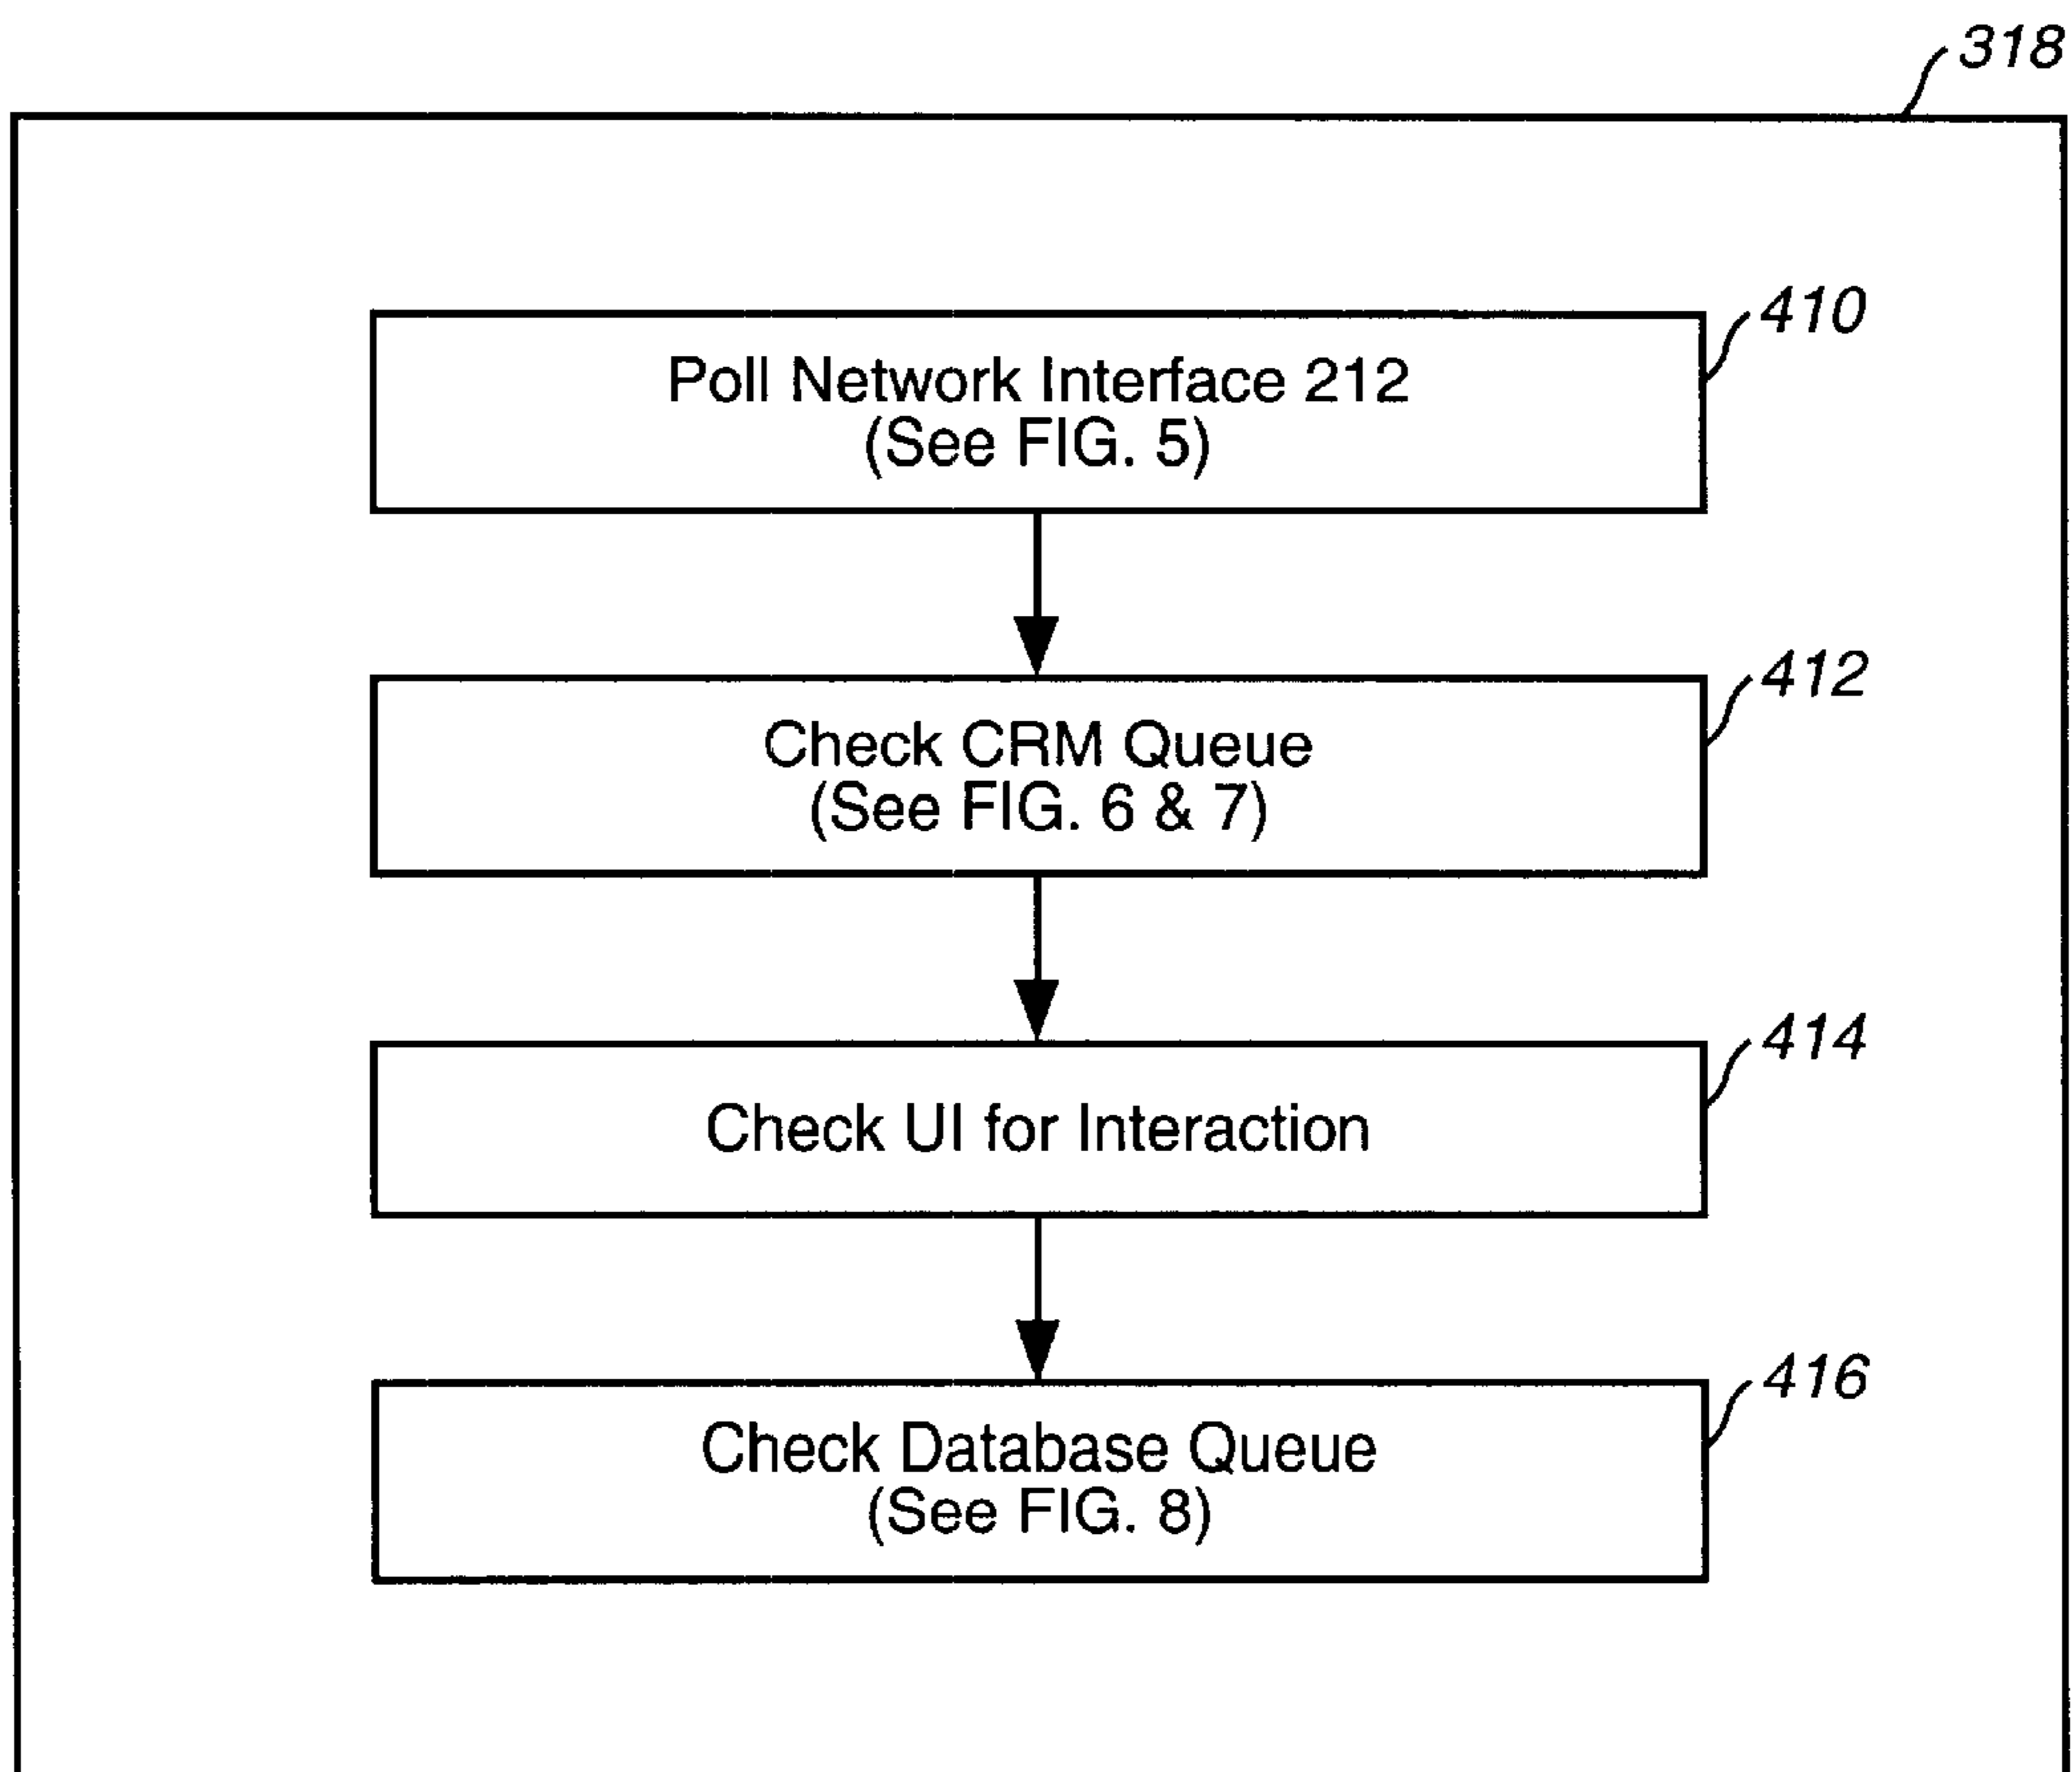 318
410
Poll Network Interface 212
(See FIG. 5)
412
Check CRM Queue
(See FIG. 6 & 7)
414
Check UI for Interaction
416
Check Database Queue
(See FIG. 8)